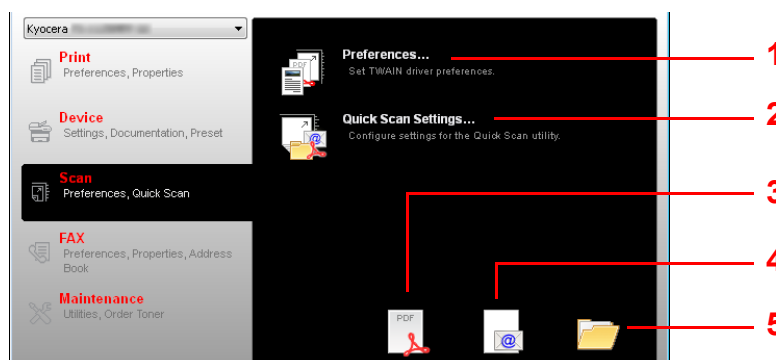 Kyocera
Print
Preferences, Properties
Device
Settings, Documentation, Preset
Scan
Preferences, Quick Scan
FAX
Preferences, Properties, Address
Book
Maintenance
Utilities, Order Toner
Preferences...
Set TWAIN driver preferences.
Quick Scan Settings...
Configure settings for the Quick Scan utility.
PDF
PDF
@
@
1
2
3
4
5